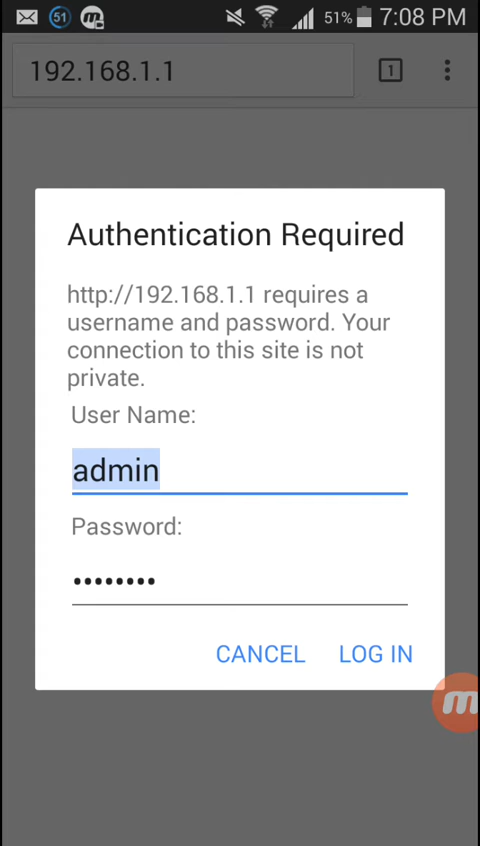 51 51% 7:08 PM
192.168.1.1 1
Authentication Required
http://192.168.1.1 requires a
username and password. Your
connection to this site is not
private.
User Name:
admin
Password:
••••••••
CANCEL LOG IN